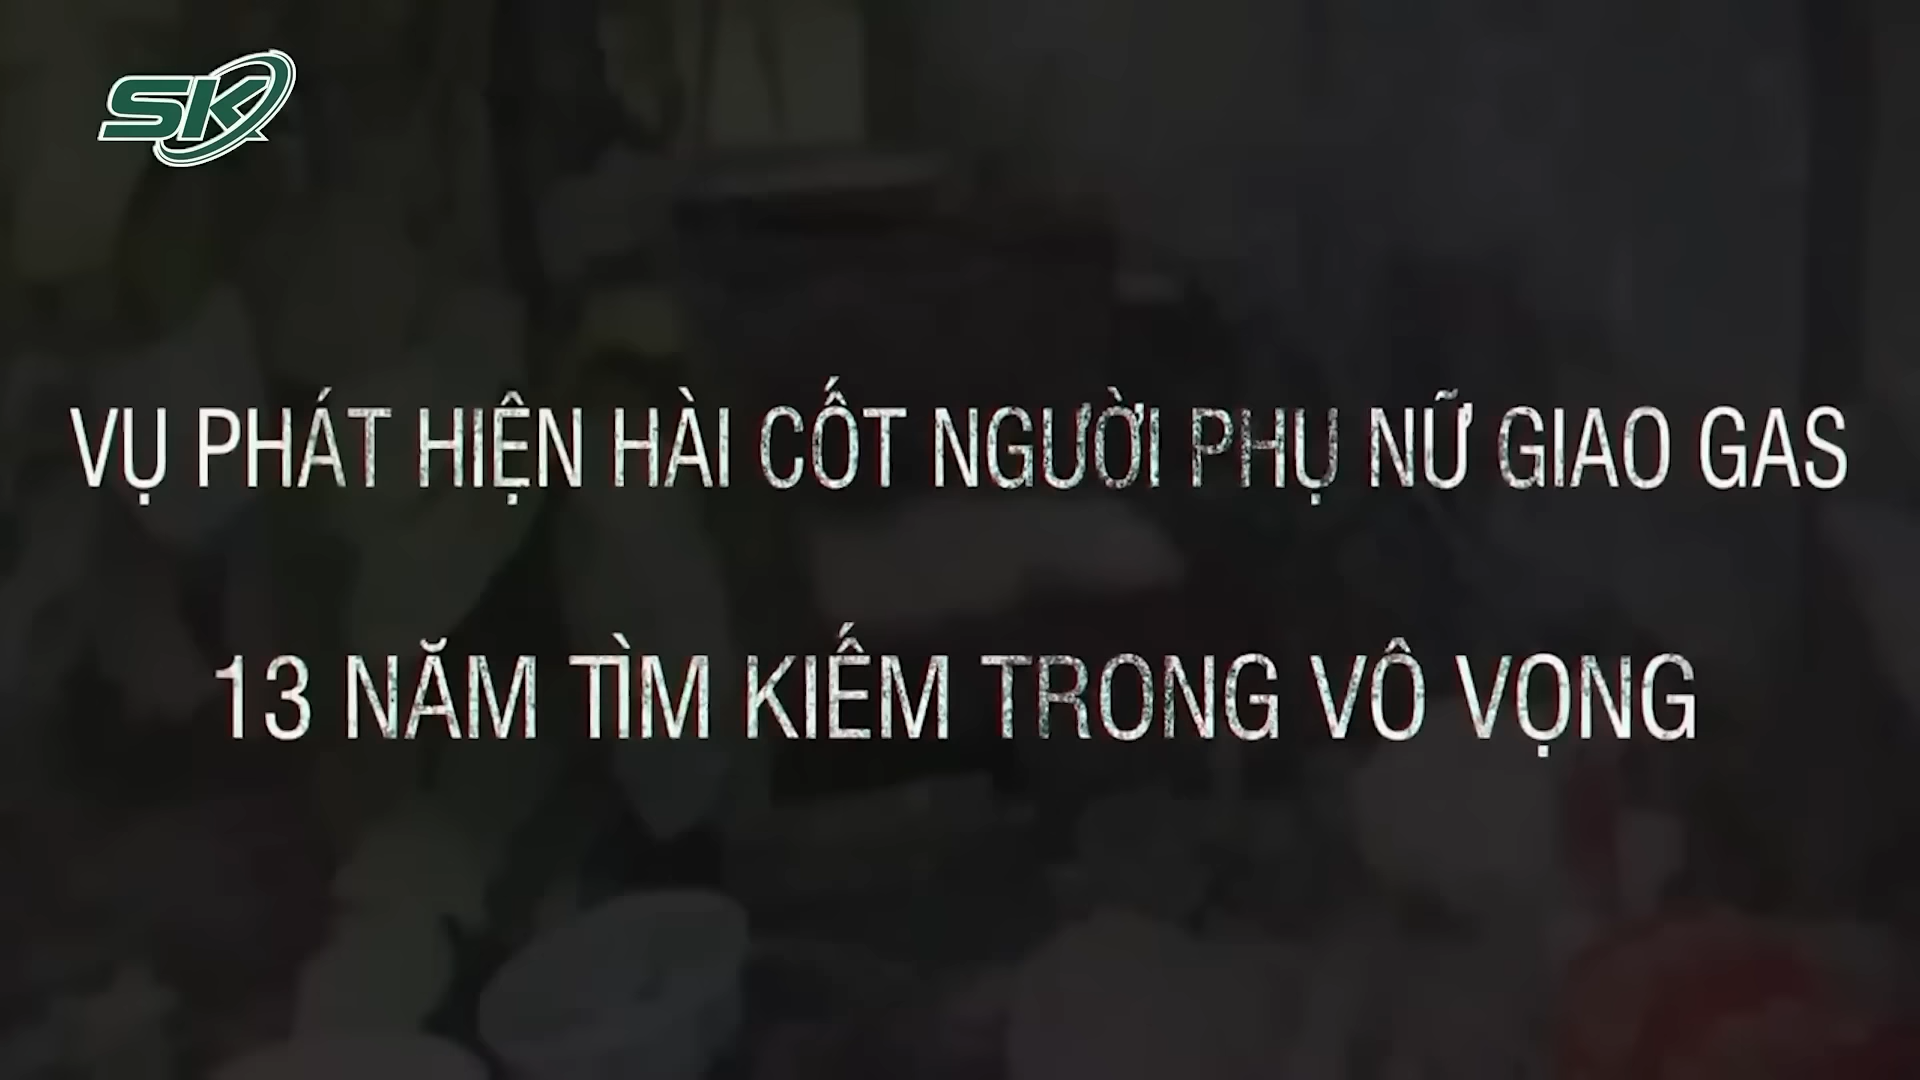 SK
VỤ PHÁT HIỆN HÀI CỐT NGƯỜI PHỤ NỮ GIAO GAS
13 NĂM TÌM KIẾM TRONG VÔ VỌNG